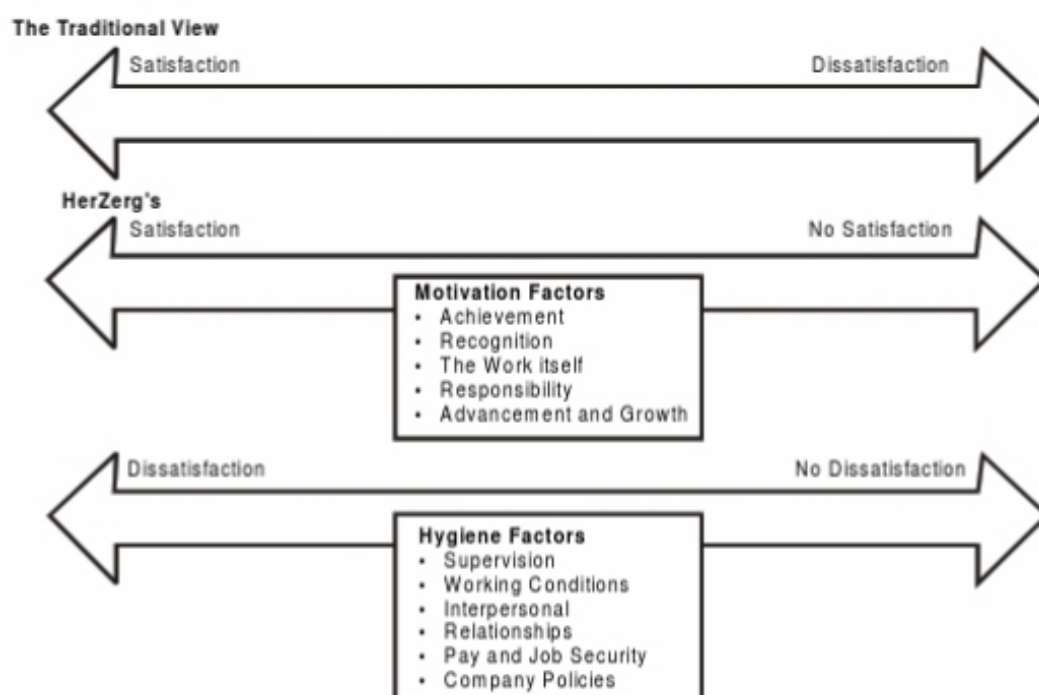 The Traditional View
Satisfaction Dissatisfaction
HerZerg's
Satisfaction No Satisfaction
Motivation Factors
• Achievement
• Recognition
• The Work itself
• Responsibility
• Advancement and Growth
Dissatisfaction No Dissatisfaction
Hygiene Factors
• Supervision
• Working Conditions
• Interpersonal
• Relationships
• Pay and Job Security
• Company Policies